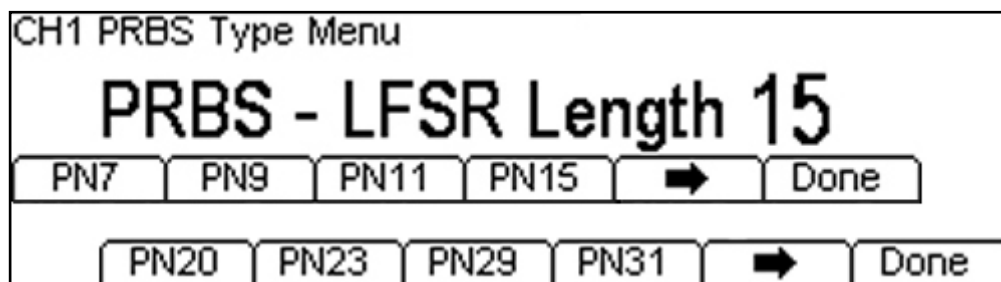 CH1 PRBS Type Menu
PRBS - LFSR Length 15
PN7 PN9 PN11 PN15 ➡ Done
PN20 PN23 PN29 PN31 ➡ Done